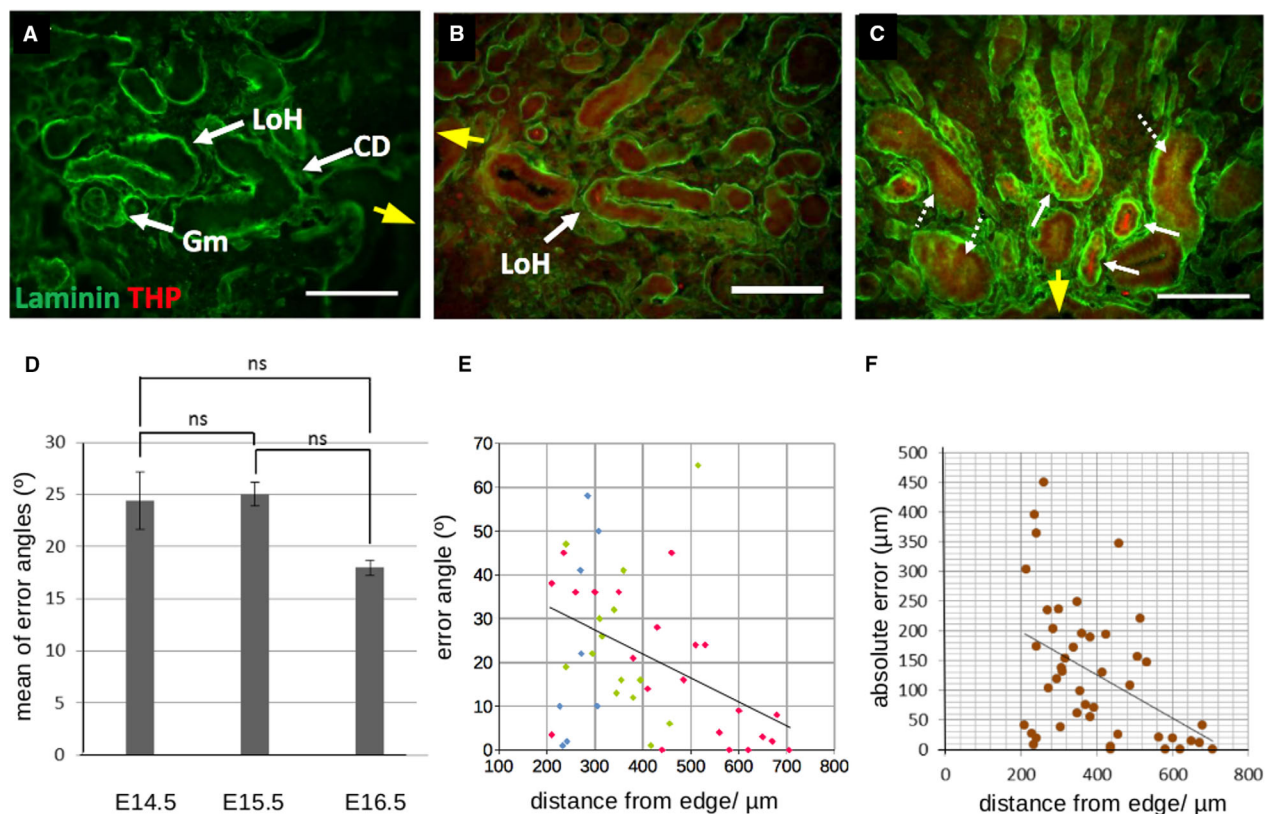 A
LoH
CD
Gm
Laminin THP
B
LoH
C
D
ns
ns
ns
mean of error angles (º)
30
25
20
15
10
5
0
E14.5 E15.5 E16.5
E
error angle (º)
70
60
50
40
30
20
10
0
100 200 300 400 500 600 700 800
distance from edge/ µm
F
absolute error (µm)
500
450
400
350
300
250
200
150
100
50
0
0 200 400 600 800
distance from edge/ µm